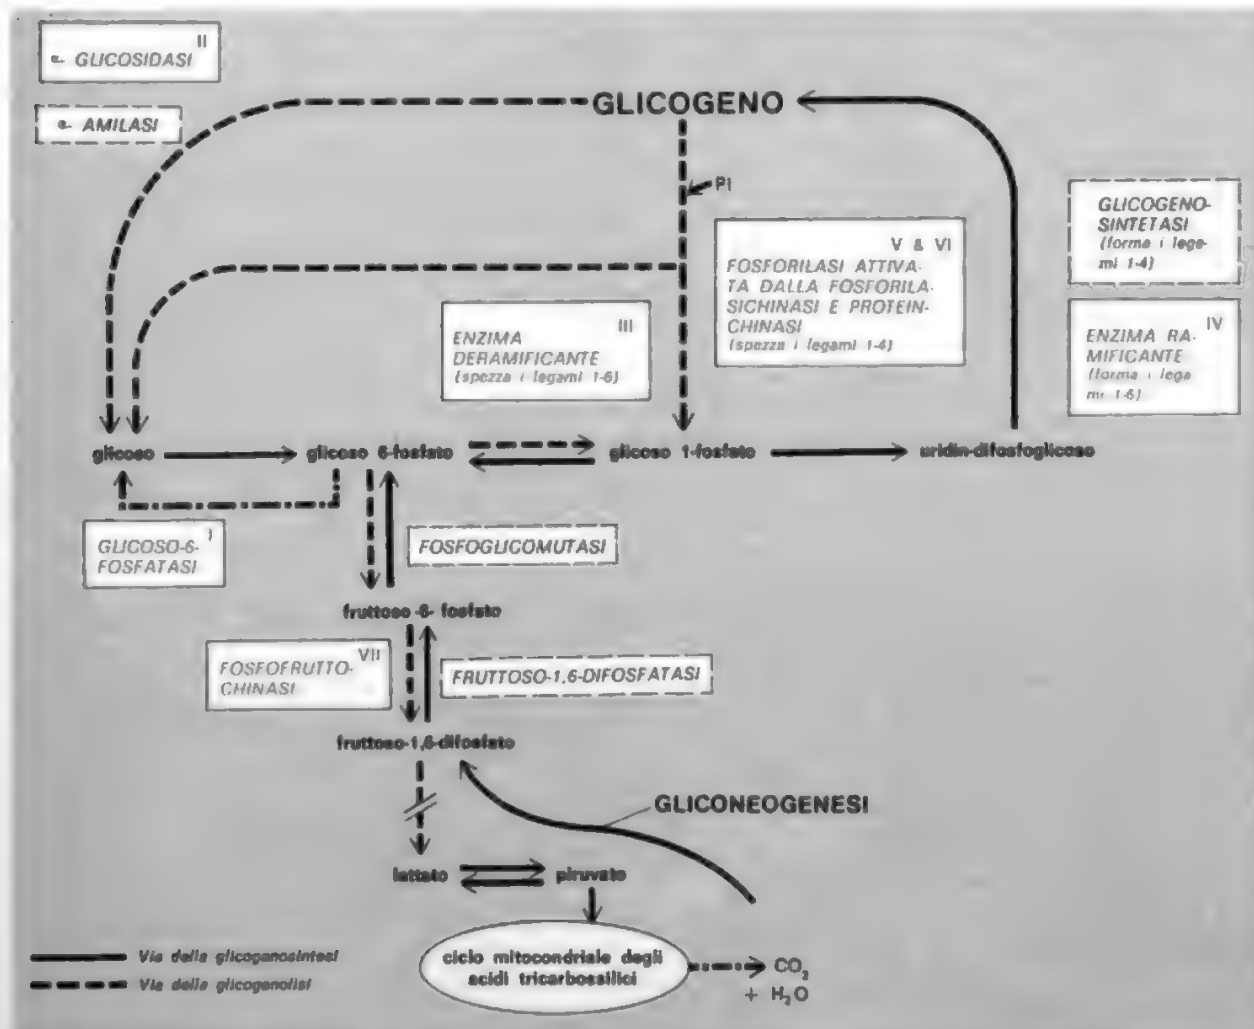 II
α- GLICOSIDASI
α- AMILASI
GLICOGENO
Pi
GLICOGENO-
SINTETASI
(forma i lega-
mi 1-4)
V & VI
FOSFORILASI ATTIVA-
TA DALLA FOSFORILA-
SICHINASI E PROTEIN-
CHINASI
(spezza i legami 1-4)
III
ENZIMA
DERAMIFICANTE
(spezza i legami 1-6)
IV
ENZIMA RA-
MIFICANTE
(forma i lega
mi 1-6)
glicoso
glicoso 6-fosfato
glicoso 1-fosfato
uridin-difosfoglicoso
I
GLICOSO-6-
FOSFATASI
FOSFOGLICOMUTASI
fruttoso -6- fosfato
VII
FOSFOFRUTTO-
CHINASI
FRUTTOSO-1,6-DIFOSFATASI
fruttoso-1,6-difosfato
GLICONEOGENESI
lattato
piruvato
ciclo mitocondriale degli
acidi tricarbossilici
CO2
+ H2O
Via della glicoganosintesi
Via della glicogenolisi